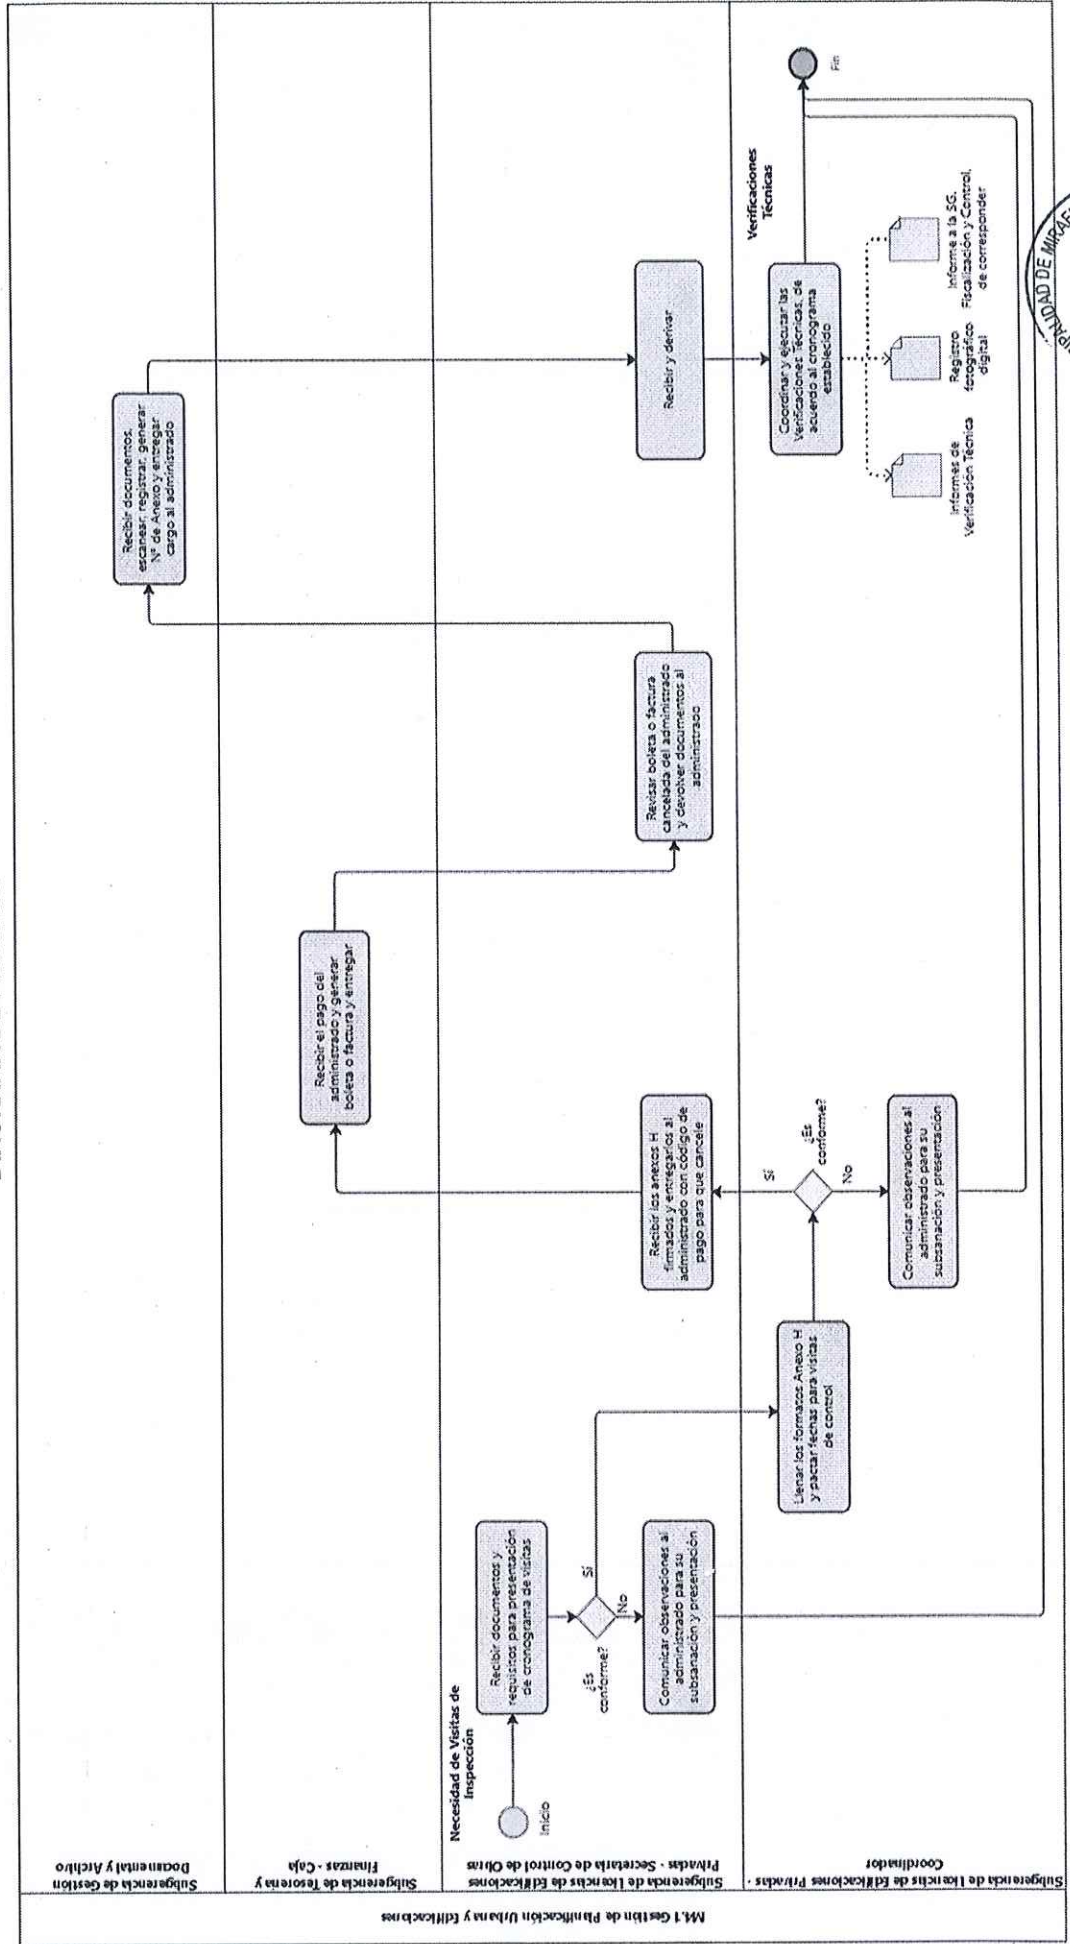 M4.1 Gestión de Planificación Urbana y Edificaciones
Subgerencia de Gestión
Documental y Archivo
Subgerencia de Tesorería y
Finanzas - Caja
Subgerencia de Licencias de Edificaciones
Privadas - Secretaría de Control de Obras
Subgerencia de Licencias de Edificaciones Privadas -
Coordinador
Necesidad de Visitas de
Inspección
Inicio
Recibir documentos y
requisitos para presentación
de cronograma de visitas
¿Es
conforme?
Sí
No
Comunicar observaciones al
administrado para su
subsanación y presentación
Llenar los formatos Anexo H
y pactar fechas para visitas
de control
¿Es
conforme?
Sí
No
Comunicar observaciones al
administrado para su
subsanación y presentación
Recibir los anexos H
firmados y entregarlos al
administrado con código de
pago para que cancele
Recibir el pago del
administrado y generar
boleta o factura y entregar
Revisar boleta o factura
cancelada del administrado
y devolver documentos al
administrado
Recibir documentos,
escanear, registrar, generar
N° de Anexo y entregar
cargo al administrado
Recibir y derivar
Coordinar y ejecutar las
Verificaciones Técnicas, de
acuerdo al cronograma
establecido
Informes de
Verificación Técnica
Registro
fotográfico
digital
Informe a la SG.
Fiscalización y Control,
de corresponder
Verificaciones
Técnicas
Fin
DE